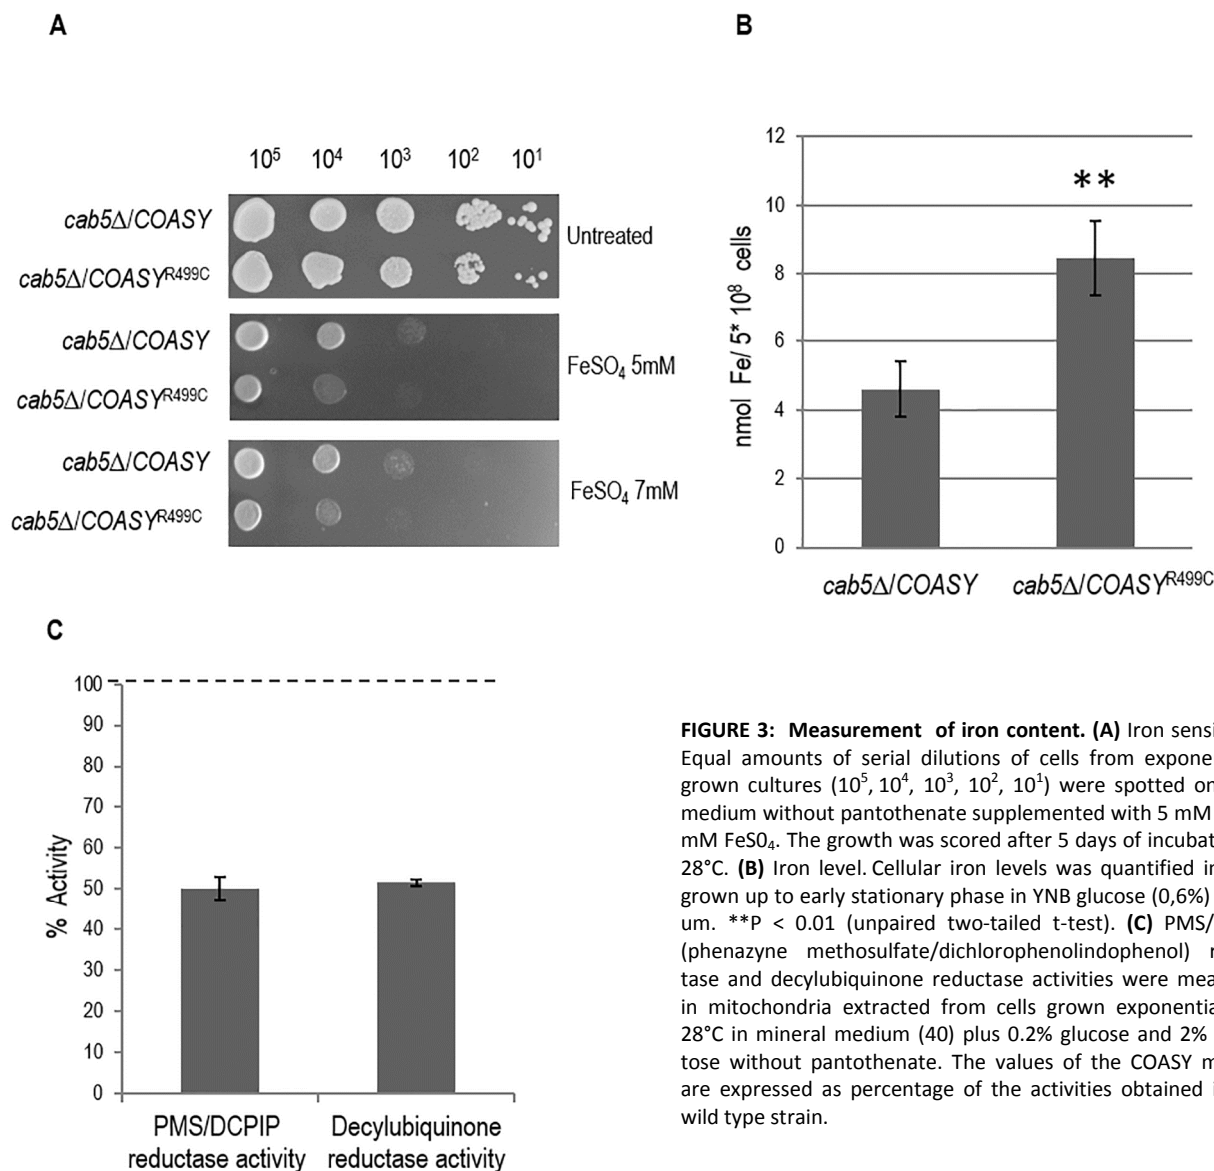 A
10⁵ 10⁴ 10³ 10² 10¹
cab5Δ/COASY
cab5Δ/COASYR499C
Untreated
cab5Δ/COASY
cab5Δ/COASYR499C
FeSO₄ 5mM
cab5Δ/COASY
cab5Δ/COASYR499C
FeSO₄ 7mM
B
12
10
8
6
4
2
0
nmol Fe/ 5* 10⁸ cells
**
cab5Δ/COASY cab5Δ/COASYR499C
C
100
90
80
70
60
50
40
30
20
10
0
% Activity
PMS/DCPIP
reductase activity
Decylubiquinone
reductase activity
FIGURE 3: Measurement of iron content. (A) Iron sensi
Equal amounts of serial dilutions of cells from expone
grown cultures (10⁵, 10⁴, 10³, 10², 10¹) were spotted on
medium without pantothenate supplemented with 5 mM
mM FeS0₄. The growth was scored after 5 days of incubat
28°C. (B) Iron level. Cellular iron levels was quantified i
grown up to early stationary phase in YNB glucose (0,6%)
um. **P < 0.01 (unpaired two-tailed t-test). (C) PMS/
(phenazyne methosulfate/dichlorophenolindophenol) r
tase and decylubiquinone reductase activities were mea
in mitochondria extracted from cells grown exponentia
28°C in mineral medium (40) plus 0.2% glucose and 2%
tose without pantothenate. The values of the COASY m
are expressed as percentage of the activities obtained i
wild type strain.